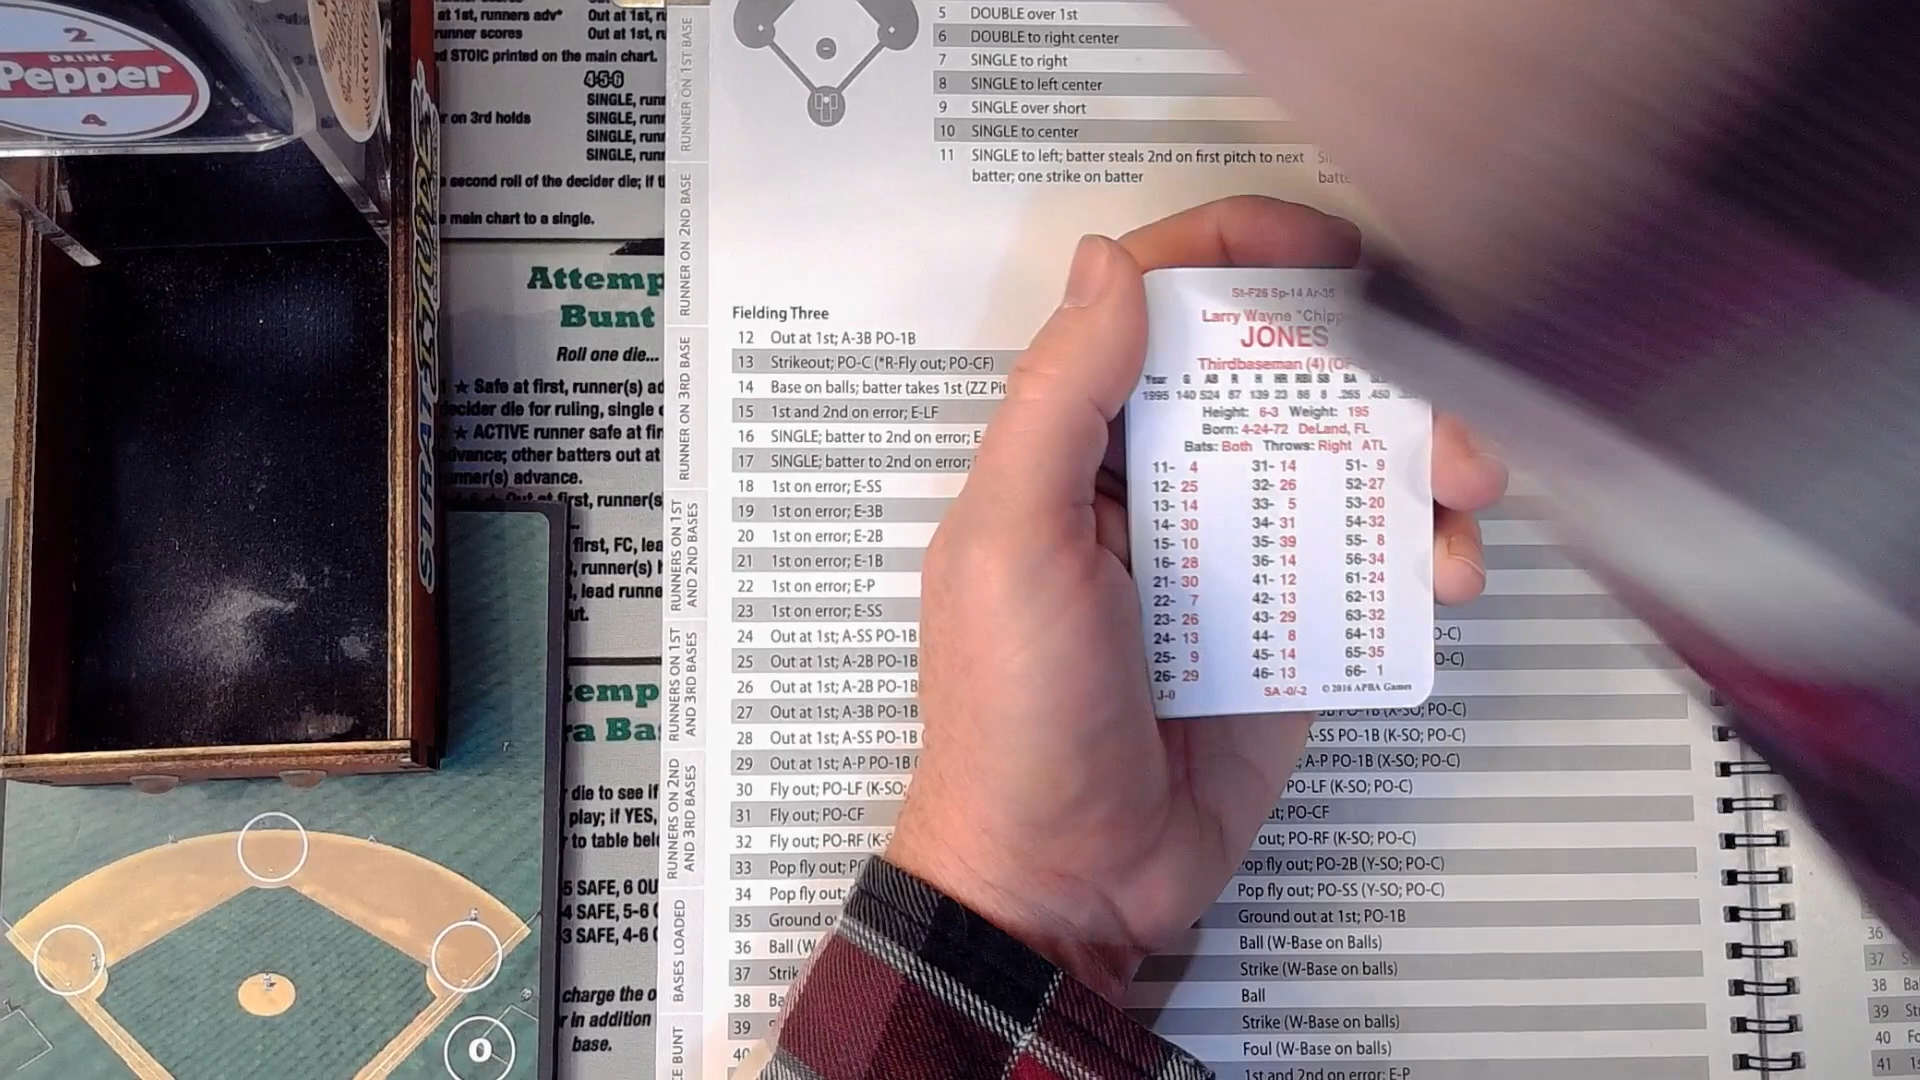 2
DRINK
Pepper
4
STRAT-O-MATIC
at 1st, runners adv*
Out at 1st, r
runner scores
Out at 1st, r
d STOIC printed on the main chart.
4-5-6
SINGLE, run
r on 3rd holds
SINGLE, run
SINGLE, run
SINGLE, run
second roll of the decider die; if
main chart to a single.
Attemp
Bunt
Roll one die...
★ Safe at first, runner(s) ad
decider die for ruling, single
★ ACTIVE runner safe at fir
dvance; other batters out at
unner(s) advance.
first, runner(s
first, FC, lea
runner(s)
lead runne
ut.
emp
a Ba
die to see if
play; if YES,
to table bel
5 SAFE, 6 OU
4 SAFE, 5-6
3 SAFE, 4-6
charge the o
r in addition
base.
0
RUNNER ON 1ST BASE
RUNNER ON 2ND BASE
RUNNER ON 3RD BASE
RUNNERS ON 1ST
AND 2ND BASES
RUNNERS ON 1ST
AND 3RD BASES
RUNNERS ON 2ND
AND 3RD BASES
BASES LOADED
CE BUNT
5 DOUBLE over 1st
6 DOUBLE to right center
7 SINGLE to right
8 SINGLE to left center
9 SINGLE over short
10 SINGLE to center
11 SINGLE to left; batter steals 2nd on first pitch to next
batter; one strike on batter
Fielding Three
12 Out at 1st; A-3B PO-1B
13 Strikeout; PO-C (*R-Fly out; PO-CF)
14 Base on balls; batter takes 1st (ZZ Pi
15 1st and 2nd on error; E-LF
16 SINGLE; batter to 2nd on error; E
17 SINGLE; batter to 2nd on error;
18 1st on error; E-SS
19 1st on error; E-3B
20 1st on error; E-2B
21 1st on error; E-1B
22 1st on error; E-P
23 1st on error; E-SS
24 Out at 1st; A-SS PO-1B
25 Out at 1st; A-2B PO-1B
26 Out at 1st; A-2B PO-1B
27 Out at 1st; A-3B PO-1B
28 Out at 1st; A-SS PO-1B
29 Out at 1st; A-P PO-1B
30 Fly out; PO-LF (K-SO;
31 Fly out; PO-CF
32 Fly out; PO-RF (K-S
33 Pop fly out; P
34 Pop fly out;
35 Ground o
36 Ball (W
37 Strik
38 Ba
39
40
St-F26 Sp-14 Ar-35
Larry Wayne "Chipp
JONES
Thirdbaseman (4) (OF
Year G AB R H HR RBI SB BA
1995 140 524 87 139 23 86 8 .265 .450
Height: 6-3 Weight: 195
Born: 4-24-72 DeLand, FL
Bats: Both Throws: Right ATL
11- 4 31- 14 51- 9
12- 25 32- 26 52- 27
13- 14 33- 5 53- 20
14- 30 34- 31 54- 32
15- 10 35- 39 55- 8
16- 28 36- 14 56- 34
21- 30 41- 12 61- 24
22- 7 42- 13 62- 13
23- 26 43- 29 63- 32
24- 13 44- 8 64- 13
25- 9 45- 14 65- 35
26- 29 46- 13 66- 1
J-0 SA -0/-2 © 2016 APBA Games
O-C)
O-C)
PO-1B (X-SO; PO-C)
A-SS PO-1B (K-SO; PO-C)
; A-P PO-1B (X-SO; PO-C)
PO-LF (K-SO; PO-C)
ut; PO-CF
out; PO-RF (K-SO; PO-C)
op fly out; PO-2B (Y-SO; PO-C)
Pop fly out; PO-SS (Y-SO; PO-C)
Ground out at 1st; PO-1B
Ball (W-Base on Balls)
Strike (W-Base on balls)
Ball
Strike (W-Base on balls)
Foul (W-Base on balls)
1st and 2nd on error; E-P
36
37
38 Ba
39 St
40 Fo
41 1s